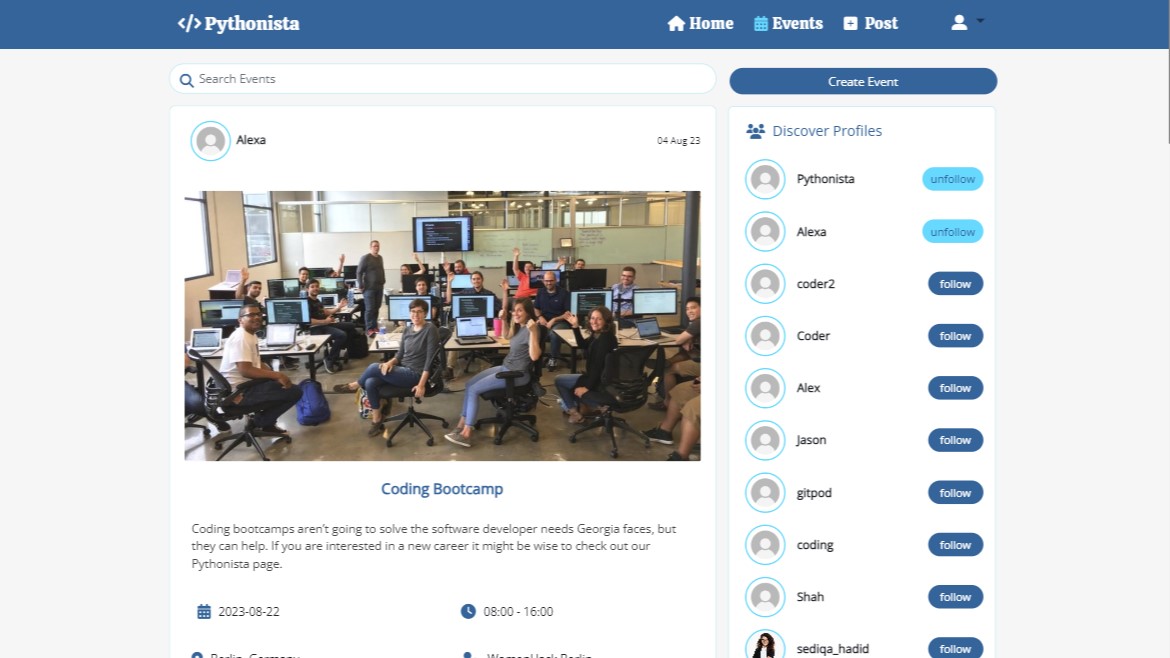 </> Pythonista
Home
Events
Post
Search Events
Create Event
Alexa
04 Aug 23
Coding Bootcamp
Coding bootcamps aren't going to solve the software developer needs Georgia faces, but
they can help. If you are interested in a new career it might be wise to check out our
Pythonista page.
2023-08-22
08:00 - 16:00
Berlin, Germany
WomenHack Berlin
Discover Profiles
Pythonista unfollow
Alexa unfollow
coder2 follow
Coder follow
Alex follow
Jason follow
gitpod follow
coding follow
Shah follow
sediqa_hadid follow